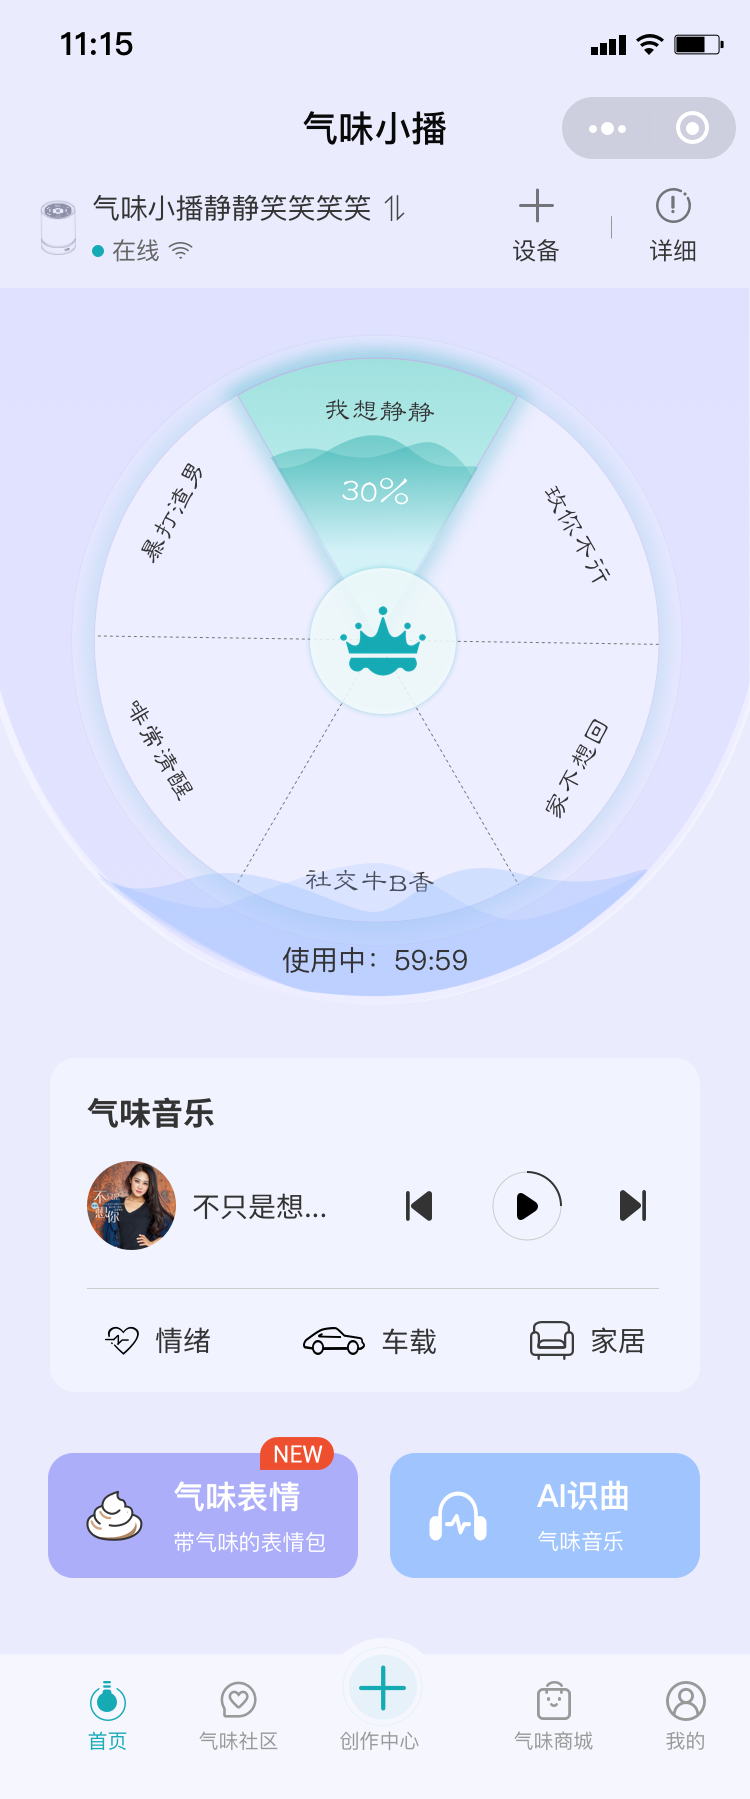 11:15
气味小播
气味小播静静笑笑笑笑
在线
设备
详细
我想静静
30%
暴打渣男
玫你不行
非常清醒
家不想回
社交牛B香
使用中：59:59
气味音乐
不只是想...
情绪
车载
家居
NEW
气味表情
带气味的表情包
AI识曲
气味音乐
首页
气味社区
创作中心
气味商城
我的